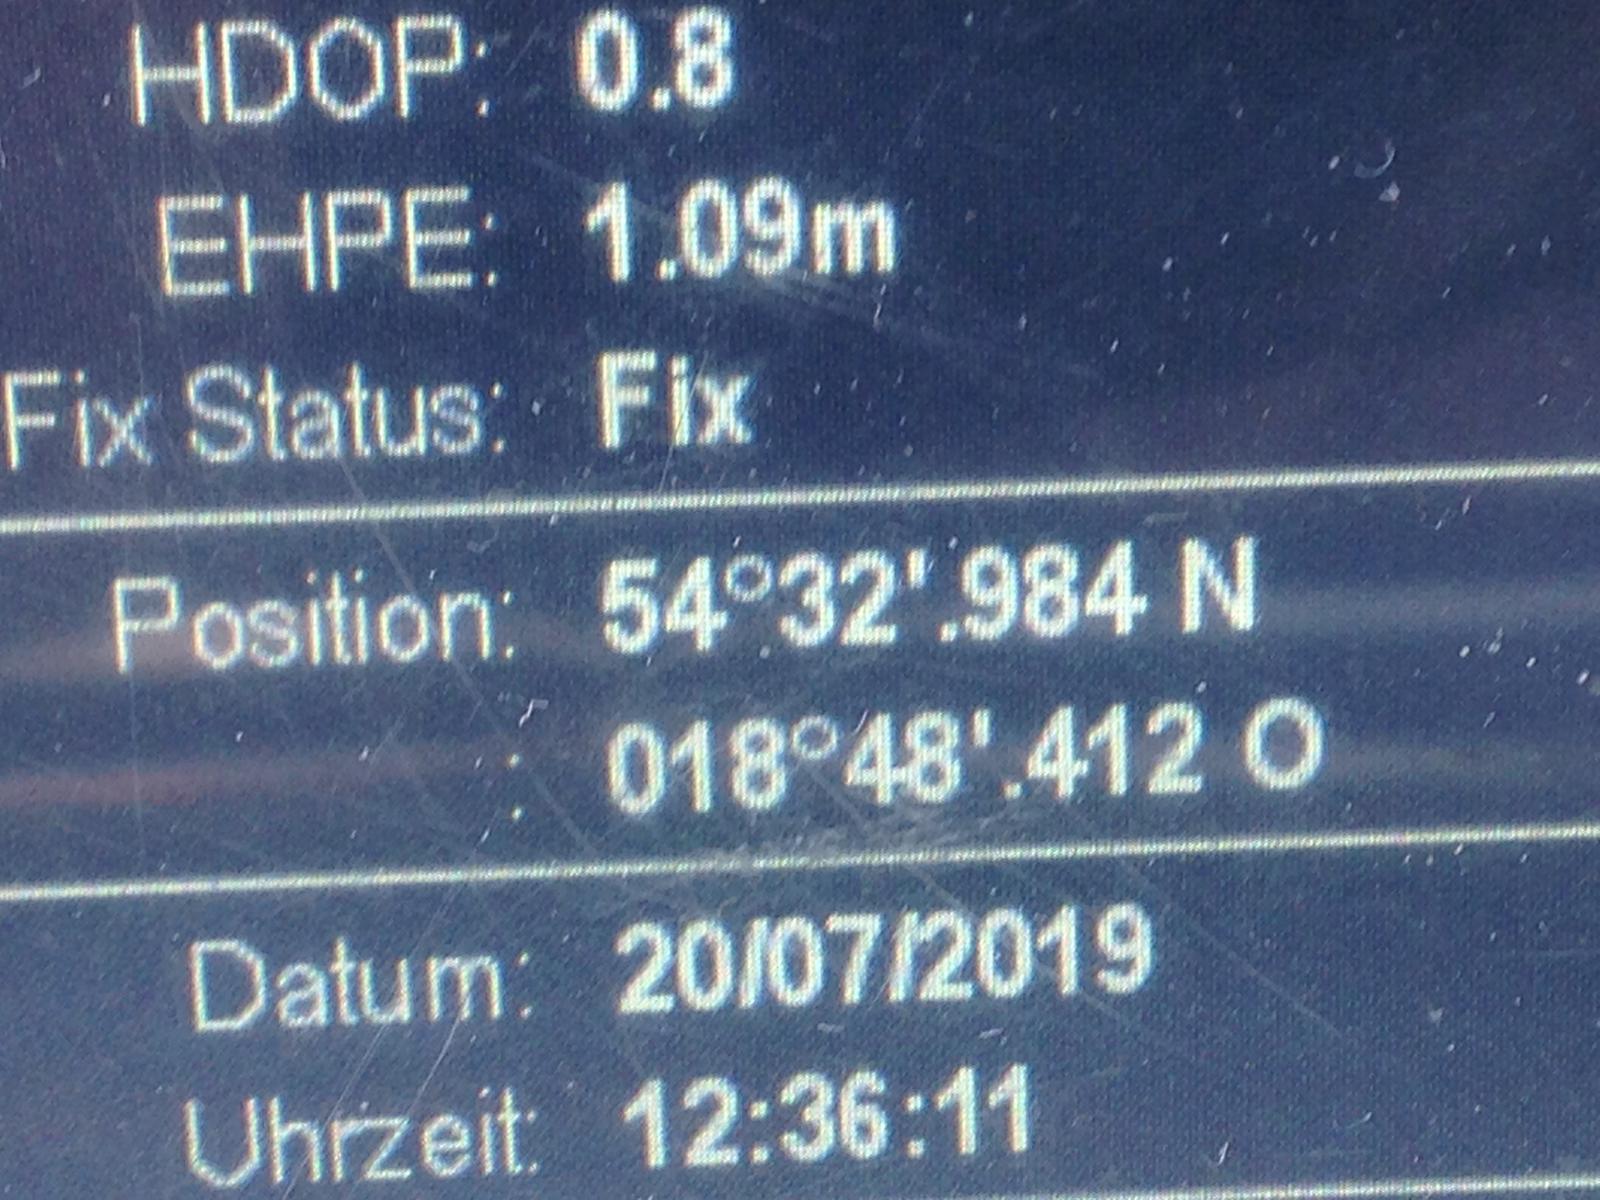 HDOP: 0.8
EHPE: 1.09m
Fix Status: Fix
Position: 54°32'.984 N
: 018°48'.412 O
Datum: 20/07/2019
Uhrzeit: 12:36:11